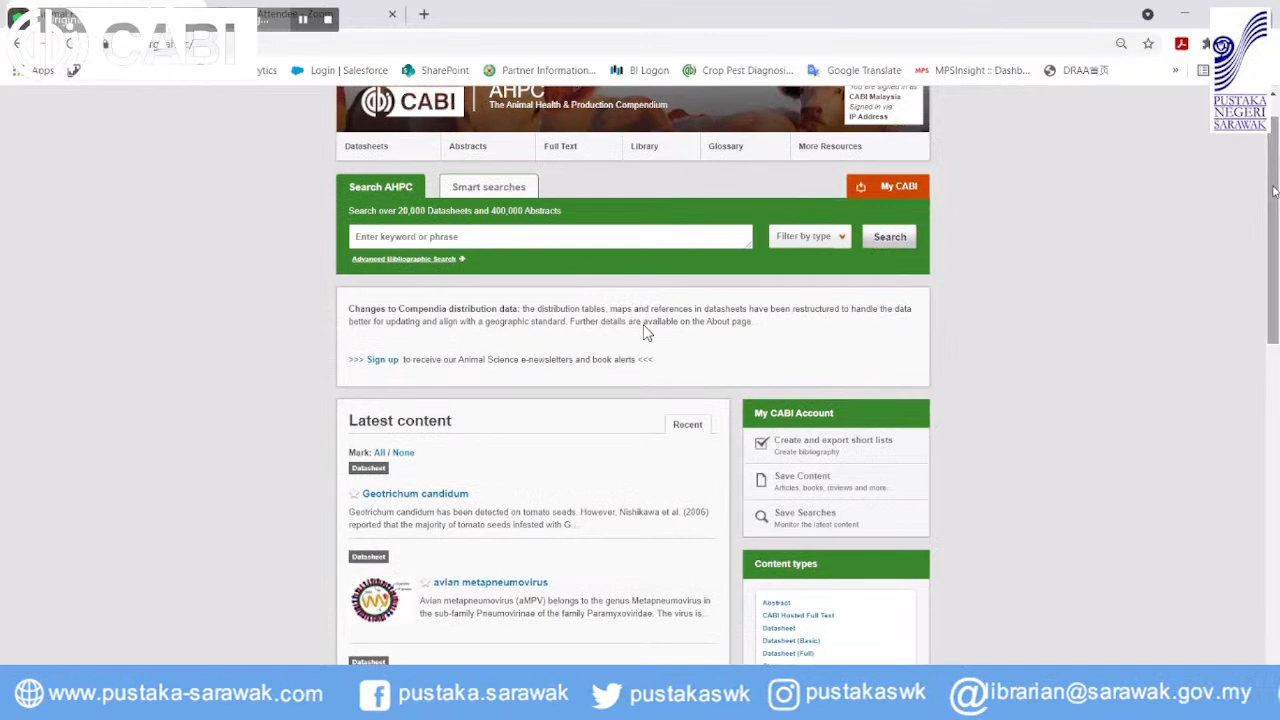 Attendee - Zoom
CABI
Apps
Login | Salesforce
SharePoint
Partner Information...
BI Logon
Crop Pest Diagnosi...
Google Translate
MPSInsight :: Dashb...
DRAA首页
PUSTAKA
NEGERI
SARAWAK
CABI
AHPC
The Animal Health & Production Compendium
You are signed in as
CABI Malaysia
Signed in via
IP Address
Datasheets
Abstracts
Full Text
Library
Glossary
More Resources
Search AHPC
Smart searches
My CABI
Search over 20,000 Datasheets and 400,000 Abstracts
Enter keyword or phrase
Filter by type
Search
Advanced Bibliographic Search
Changes to Compendia distribution data: the distribution tables, maps and references in datasheets have been restructured to handle the data
better for updating and align with a geographic standard. Further details are available on the About page.
>>> Sign up to receive our Animal Science e-newsletters and book alerts <<<
Latest content
Recent
Mark: All / None
Datasheet
Geotrichum candidum
Geotrichum candidum has been detected on tomato seeds. However, Nishikawa et al. (2006)
reported that the majority of tomato seeds infested with G...
Datasheet
avian metapneumovirus
Avian metapneumovirus (aMPV) belongs to the genus Metapneumovirus in
the sub-family Pneumovirinae of the family Paramyxoviridae. The virus is...
Datasheet
My CABI Account
Create and export short lists
Create bibliography
Save Content
Articles, books, reviews and more...
Save Searches
Monitor the latest content
Content types
Abstract
CABI Hosted Full Text
Datasheet
Datasheet (Basic)
Datasheet (Full)
www.pustaka-sarawak.com
pustaka.sarawak
pustakaswk
pustakaswk
librarian@sarawak.gov.my